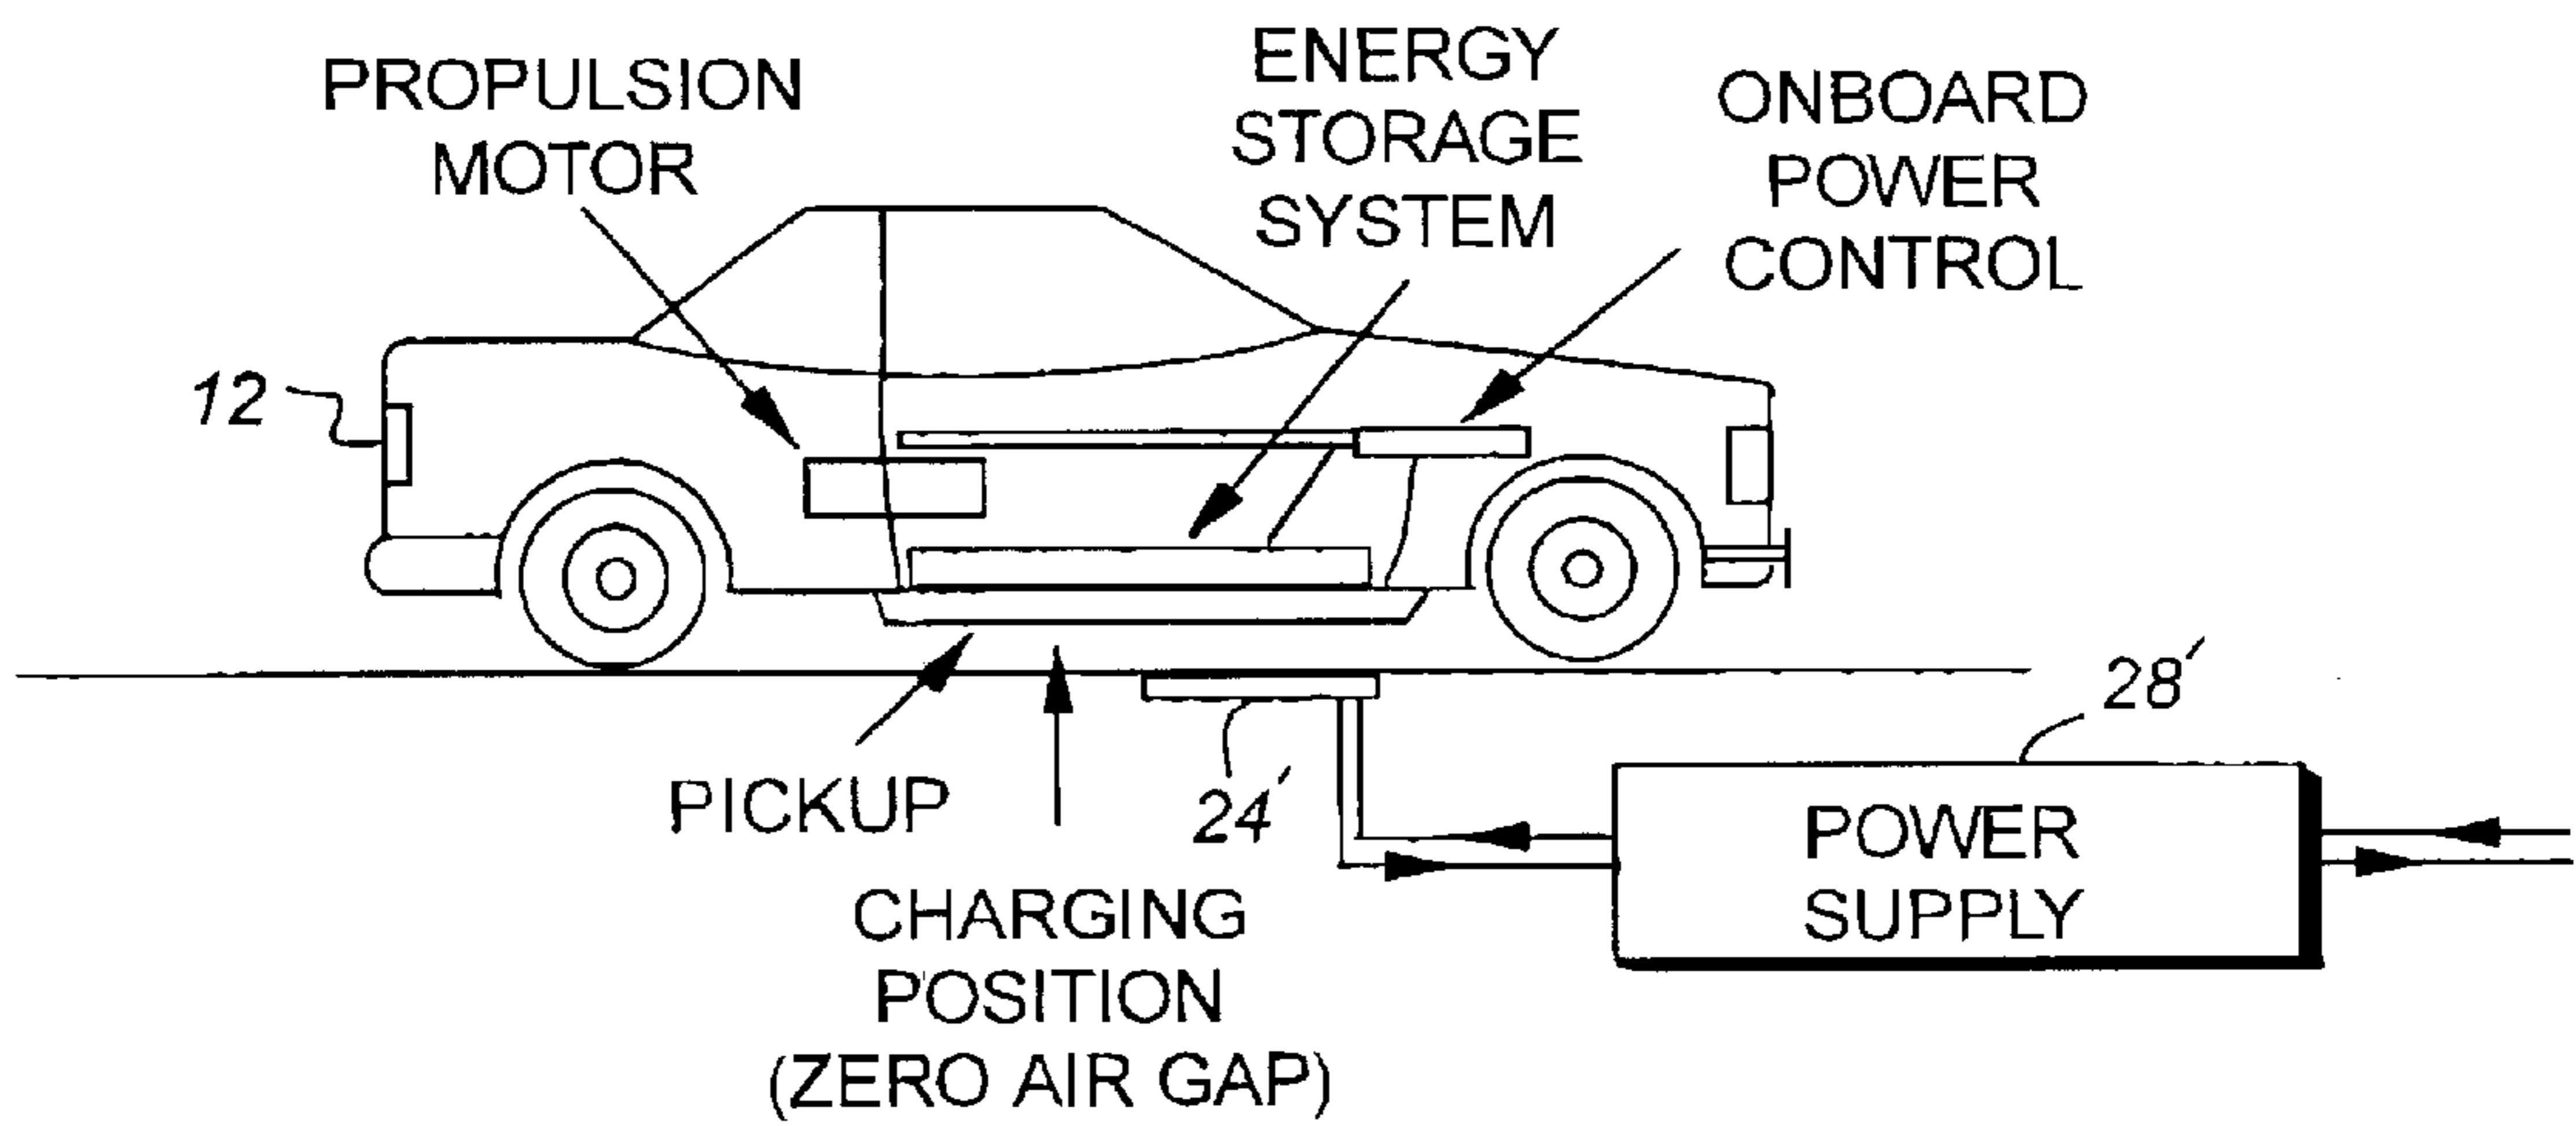 PROPULSION
MOTOR
ENERGY
STORAGE
SYSTEM
ONBOARD
POWER
CONTROL
12
28′
PICKUP
24′
POWER
SUPPLY
CHARGING
POSITION
(ZERO AIR GAP)